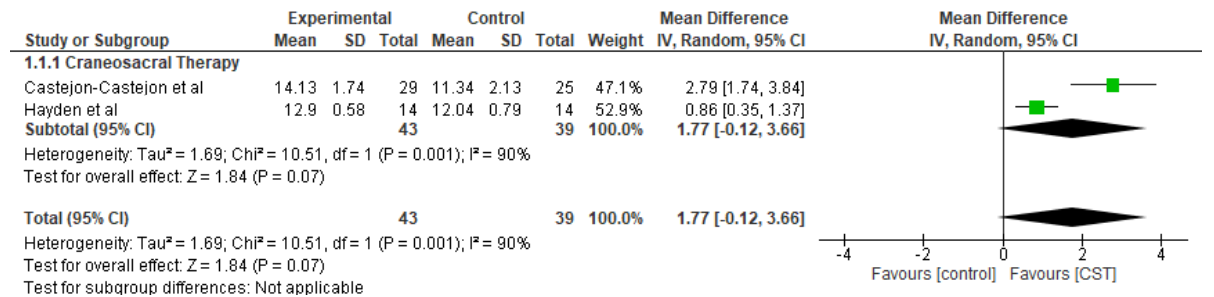 Experimental Control Mean Difference Mean Difference
Study or Subgroup Mean SD Total Mean SD Total Weight IV, Random, 95% CI IV, Random, 95% CI
1.1.1 Craneosacral Therapy
Castejon-Castejon et al 14.13 1.74 29 11.34 2.13 25 47.1% 2.79 [1.74, 3.84]
Hayden et al 12.9 0.58 14 12.04 0.79 14 52.9% 0.86 [0.35, 1.37]
Subtotal (95% CI) 43 39 100.0% 1.77 [-0.12, 3.66]
Heterogeneity: Tau² = 1.69; Chi² = 10.51, df = 1 (P = 0.001); I² = 90%
Test for overall effect: Z = 1.84 (P = 0.07)
Total (95% CI) 43 39 100.0% 1.77 [-0.12, 3.66]
Heterogeneity: Tau² = 1.69; Chi² = 10.51, df = 1 (P = 0.001); I² = 90%
Test for overall effect: Z = 1.84 (P = 0.07)
Test for subgroup differences: Not applicable
-4 -2 0 2 4
Favours [control] Favours [CST]